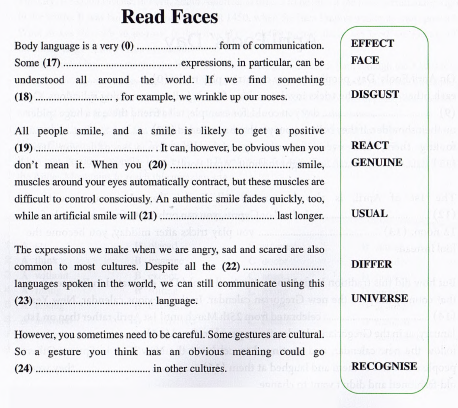 Read Faces
Body language is a very (0) .............................. form of communication. EFFECT
Some (17) .......................................... expressions, in particular, can be FACE
understood all around the world. If we find something
(18) ............................. , for example, we wrinkle up our noses. DISGUST
All people smile, and a smile is likely to get a positive
(19) ............................................. . It can, however, be obvious when you REACT
don't mean it. When you (20) ............................................. smile, GENUINE
muscles around your eyes automatically contract, but these muscles are
difficult to control consciously. An authentic smile fades quickly, too,
while an artificial smile will (21) .......................................... last longer. USUAL
The expressions we make when we are angry, sad and scared are also
common to most cultures. Despite all the (22) .............................. DIFFER
languages spoken in the world, we can still communicate using this
(23) .......................................... language. UNIVERSE
However, you sometimes need to be careful. Some gestures are cultural.
So a gesture you think has an obvious meaning could go
(24) .......................................... in other cultures. RECOGNISE